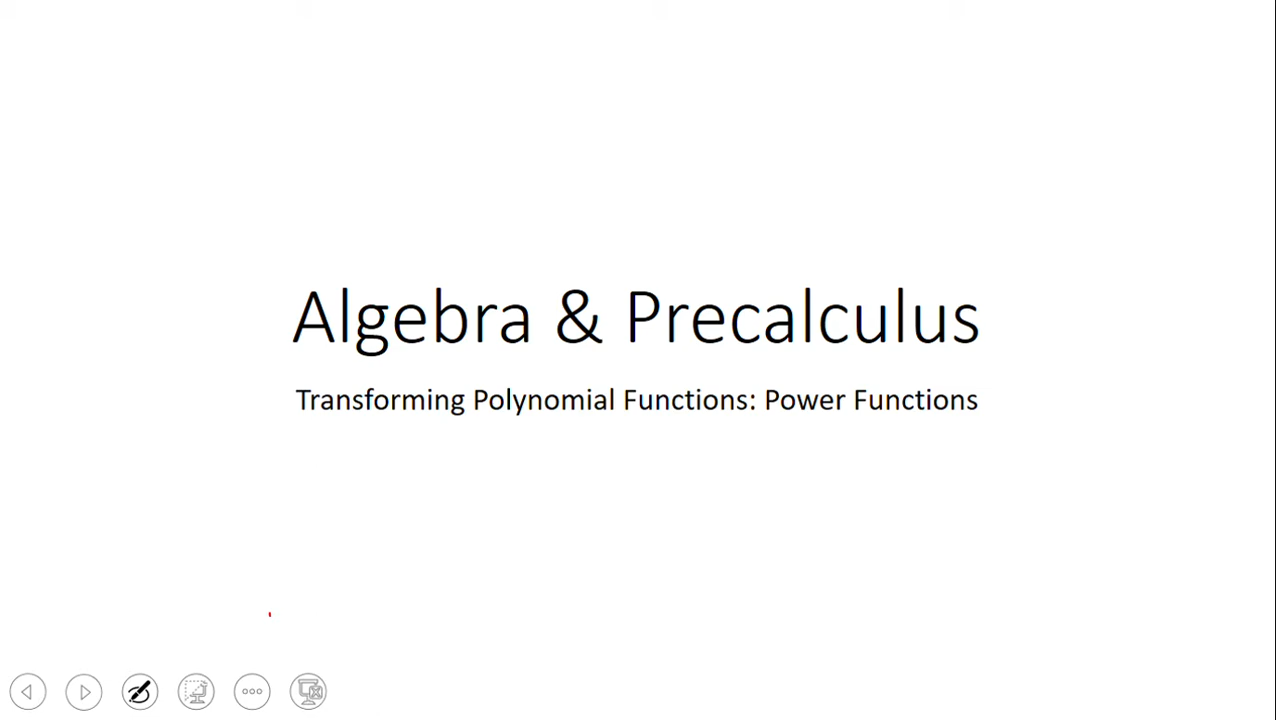 Algebra & Precalculus
Transforming Polynomial Functions: Power Functions